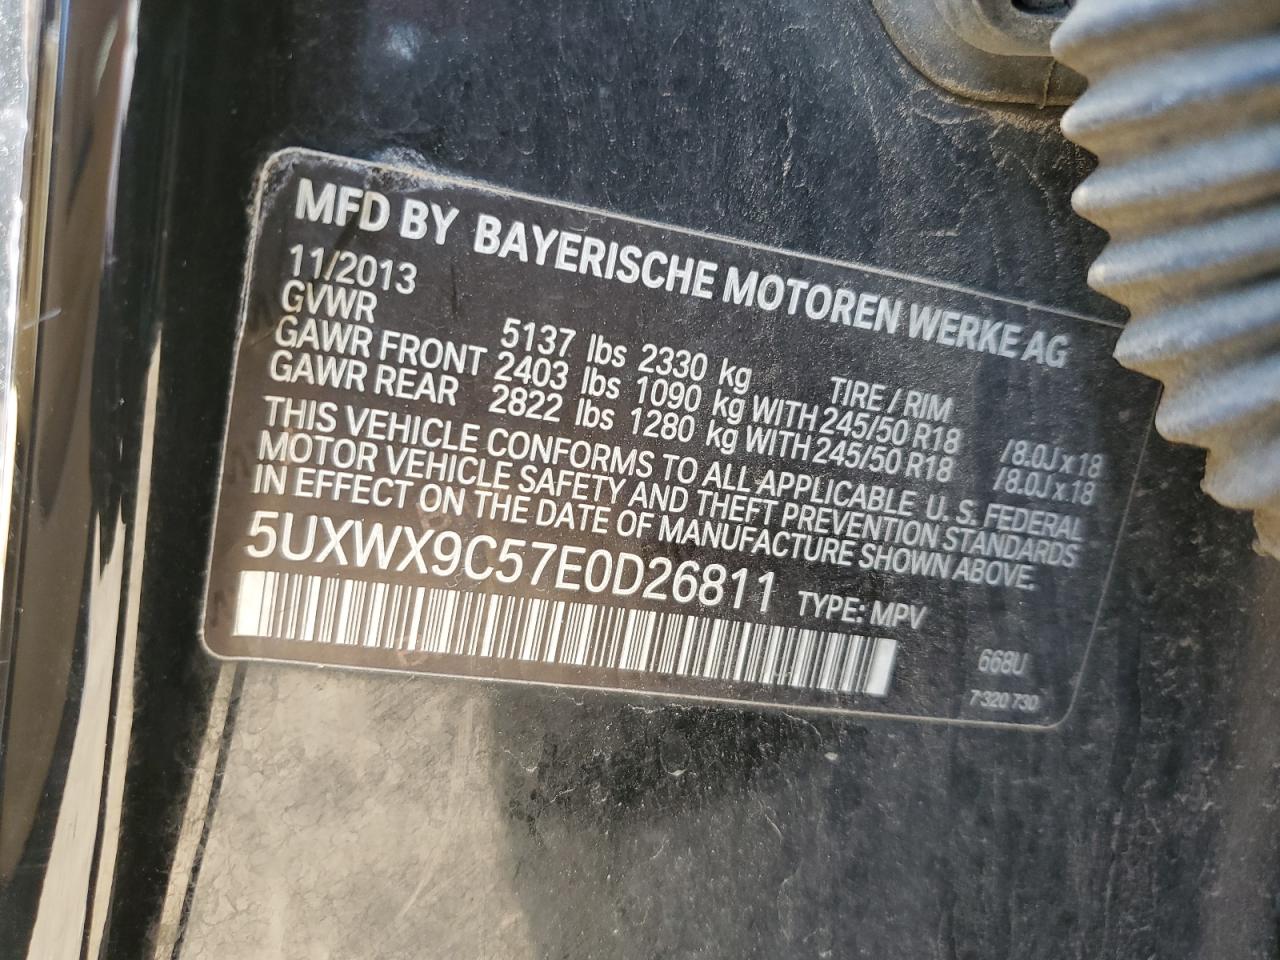 MFD BY BAYERISCHE MOTOREN WERKE AG
11/2013
GVWR 5137 lbs 2330 kg TIRE / RIM
GAWR FRONT 2403 lbs 1090 kg WITH 245/50 R18 /8.0J x 18
GAWR REAR 2822 lbs 1280 kg WITH 245/50 R18 /8.0J x 18
THIS VEHICLE CONFORMS TO ALL APPLICABLE U.S. FEDERAL
MOTOR VEHICLE SAFETY AND THEFT PREVENTION STANDARDS
IN EFFECT ON THE DATE OF MANUFACTURE SHOWN ABOVE.
5UXWX9C57E0D26811 TYPE: MPV
668U
7 320 730